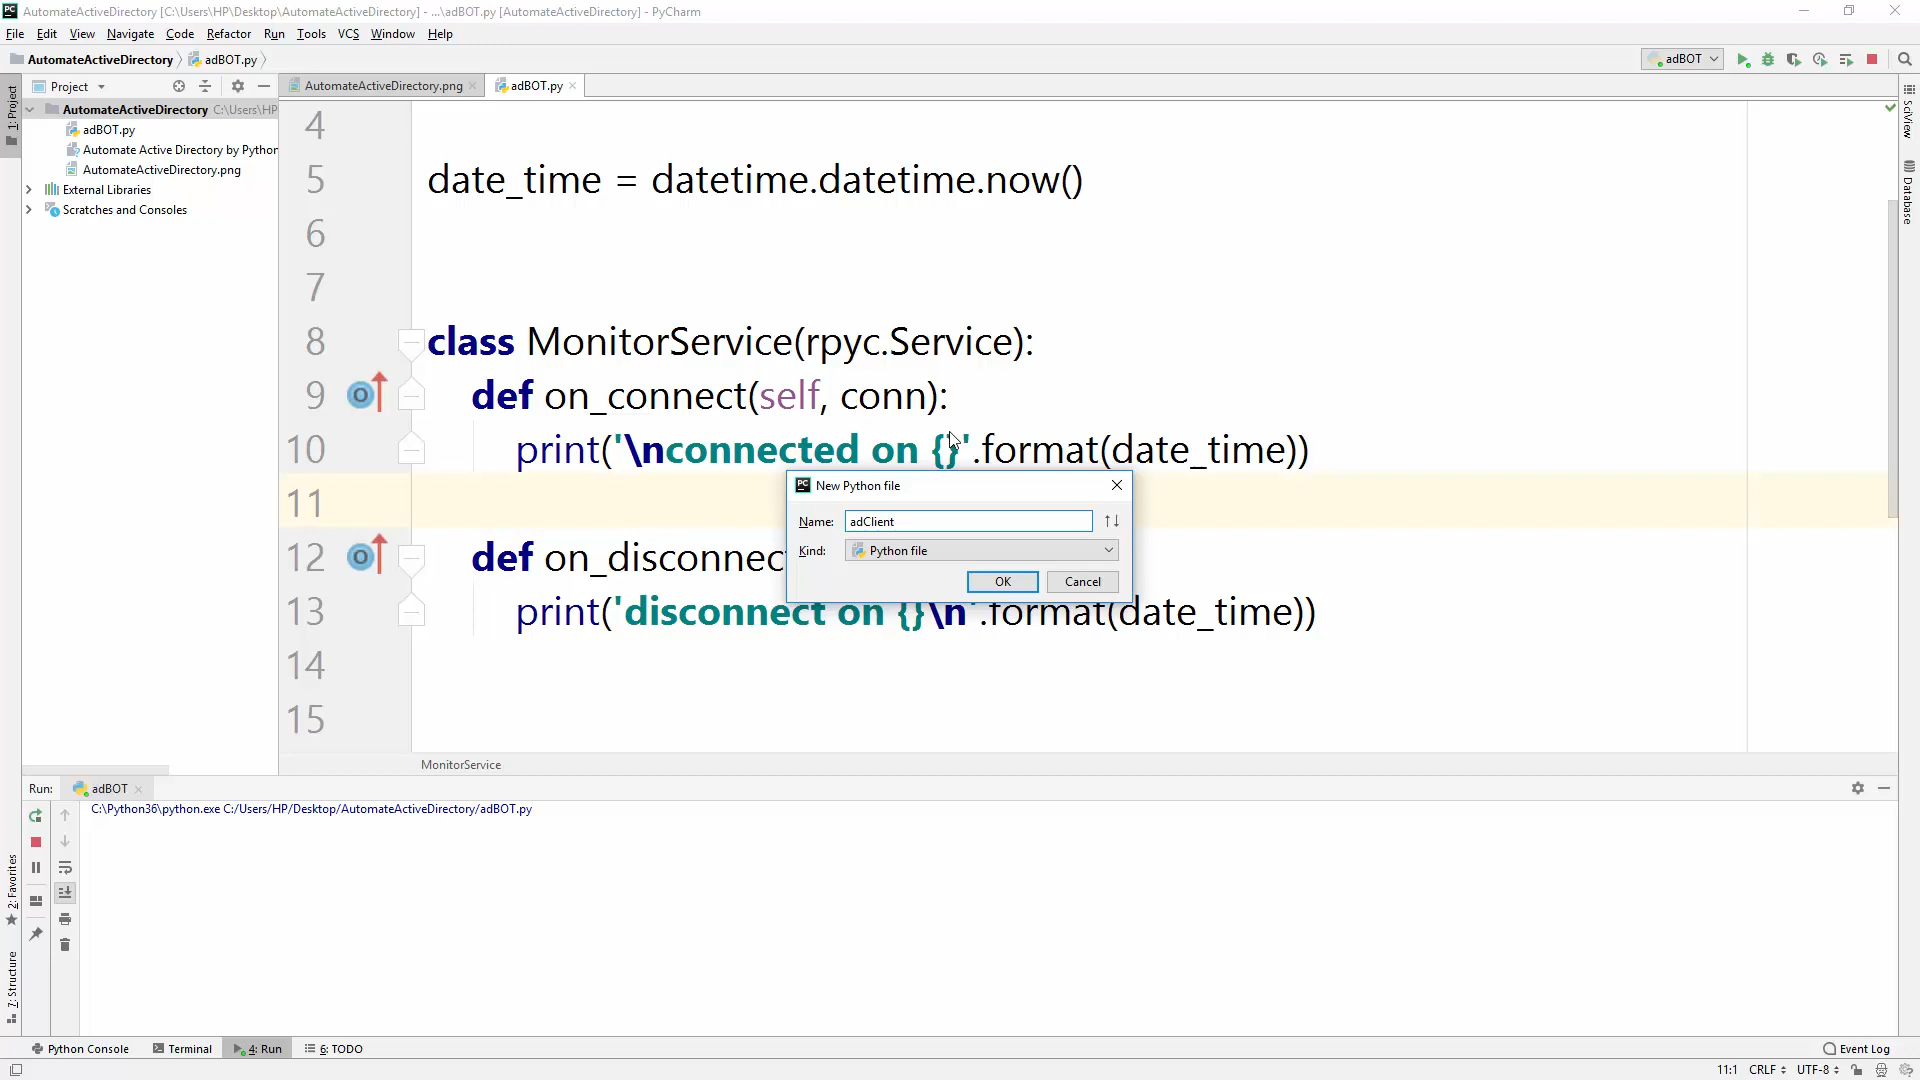 AutomateActiveDirectory [C:\Users\HP\Desktop\AutomateActiveDirectory] - ...\adBOT.py [AutomateActiveDirectory] - PyCharm
File Edit View Navigate Code Refactor Run Tools VCS Window Help
AutomateActiveDirectory adBOT.py adBOT
1: Project
Project
AutomateActiveDirectory.png adBOT.py
AutomateActiveDirectory C:\Users\HP
adBOT.py
Automate Active Directory by Python
AutomateActiveDirectory.png
External Libraries
Scratches and Consoles
SciView
Database
4
5 date_time = datetime.datetime.now()
6
7
8 class MonitorService(rpyc.Service):
9 def on_connect(self, conn):
10 print('\nconnected on {}'.format(date_time))
11
12 def on_disconnec
13 print('disconnect on {}\n'.format(date_time))
14
15
New Python file
Name: adClient
Kind: Python file
OK Cancel
MonitorService
Run: adBOT
C:\Python36\python.exe C:/Users/HP/Desktop/AutomateActiveDirectory/adBOT.py
2: Favorites
7: Structure
Python Console Terminal 4: Run 6: TODO Event Log
11:1 CRLF UTF-8